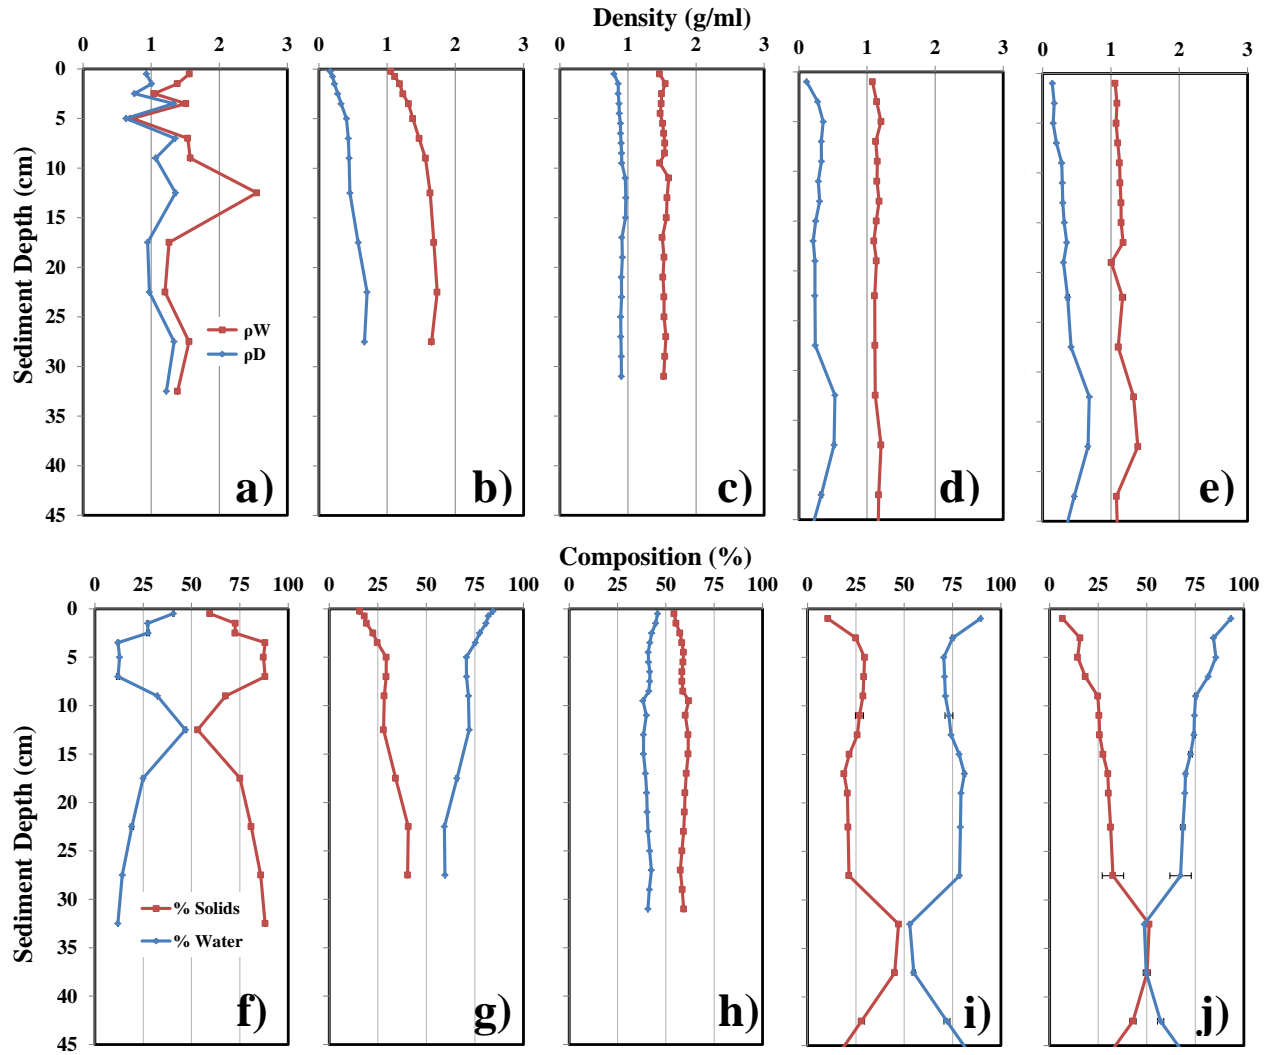 Density (g/ml)
0 1 2 3 0 1 2 3 0 1 2 3 0 1 2 3 0 1 2 3
0
5
10
15
20
25
30
35
40
45
Sediment Depth (cm)
ρW
ρD
a) b) c) d) e)
Composition (%)
0 25 50 75 100 0 25 50 75 100 0 25 50 75 100 0 25 50 75 100 0 25 50 75 100
0
5
10
15
20
25
30
35
40
45
Sediment Depth (cm)
% Solids
% Water
f) g) h) i) j)